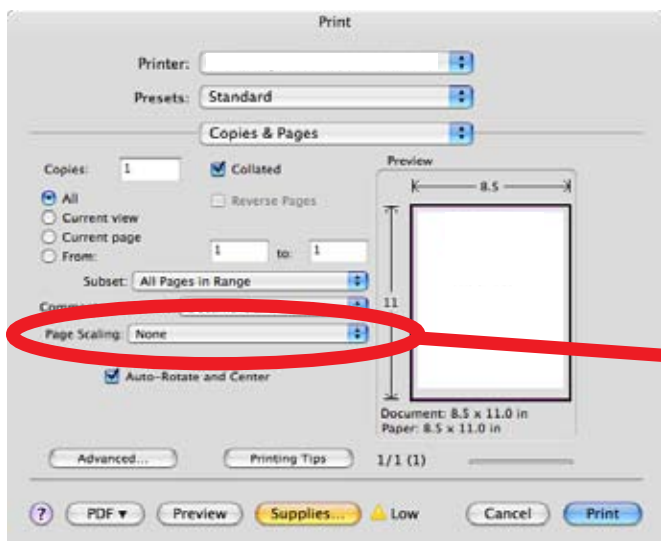 Print
Printer:
Presets: Standard
Copies & Pages
Copies: 1 Collated
Preview
All Reverse Pages
8.5
Current view
Current page
From: 1 to: 1
Subset: All Pages in Range
11
Page Scaling: None
Auto-Rotate and Center
Document: 8.5 x 11.0 in
Paper: 8.5 x 11.0 in
Advanced... Printing Tips 1/1 (1)
? PDF ▼ Preview Supplies... Low Cancel Print